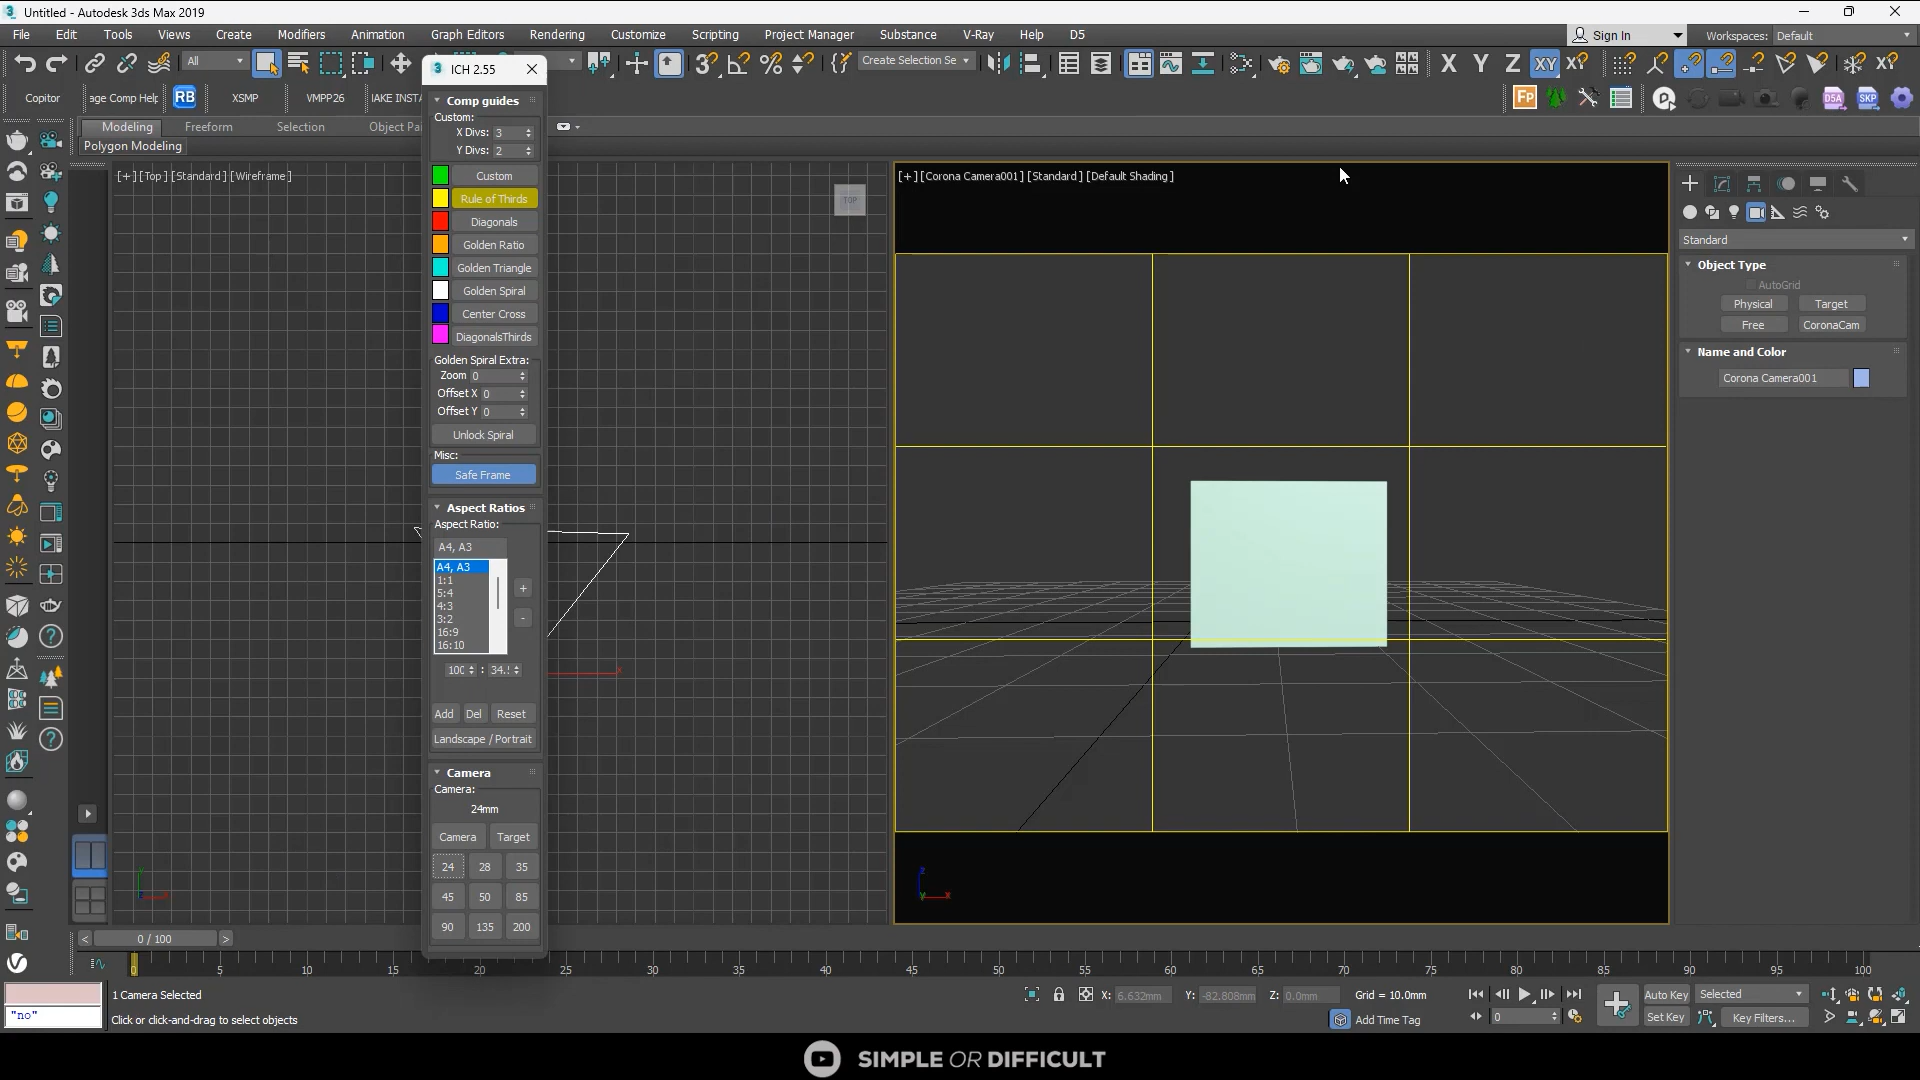 Untitled - Autodesk 3ds Max 2019
File Edit Tools Views Create Modifiers Animation Graph Editors Rendering Customize Scripting Project Manager Substance V-Ray Help D5
Sign In Workspaces: Default
All
Create Selection Se
X Y Z XY
Copitor
age Comp Help
RB
XSMP
VMPP26
IAKE INSTA
Fp
D5A
SKP
Modeling Freeform Selection Object Pai
Polygon Modeling
ICH 2.55
Comp guides
Custom:
X Divs: 3
Y Divs: 2
Custom
Rule of Thirds
Diagonals
Golden Ratio
Golden Triangle
Golden Spiral
Center Cross
DiagonalsThirds
Golden Spiral Extra:
Zoom 0
Offset X 0
Offset Y 0
Unlock Spiral
Misc:
Safe Frame
Aspect Ratios
Aspect Ratio:
A4, A3
A4, A3
1:1
5:4
4:3
3:2
16:9
16:10
+
-
100 : 34.5
Add Del Reset
Landscape / Portrait
Camera
Camera:
24mm
Camera Target
24 28 35
45 50 85
90 135 200
[+] [Top] [Standard] [Wireframe]
TOP
x
[+] [Corona Camera001] [Standard] [Default Shading]
Standard
Object Type
AutoGrid
Physical Target
Free CoronaCam
Name and Color
Corona Camera001
< 0 / 100 >
0 5 10 15 20 25 30 35 40 45 50 55 60 65 70 75 80 85 90 95 100
"no"
1 Camera Selected
Click or click-and-drag to select objects
X: 6.632mm Y: -82.808mm Z: 0.0mm Grid = 10.0mm
Add Time Tag
0
Auto Key Selected
Set Key Key Filters...
SIMPLE OR DIFFICULT